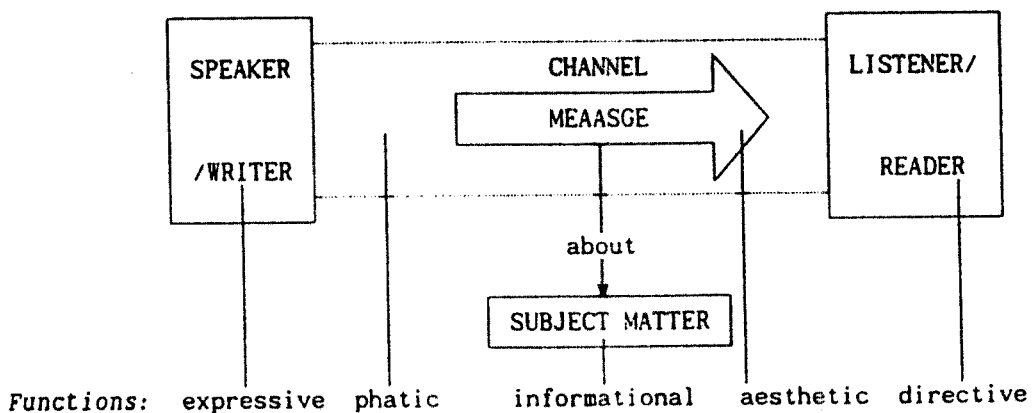 SPEAKER
/WRITER
CHANNEL
MEAASGE
LISTENER/
READER
about
SUBJECT MATTER
Functions: expressive phatic informational aesthetic directive